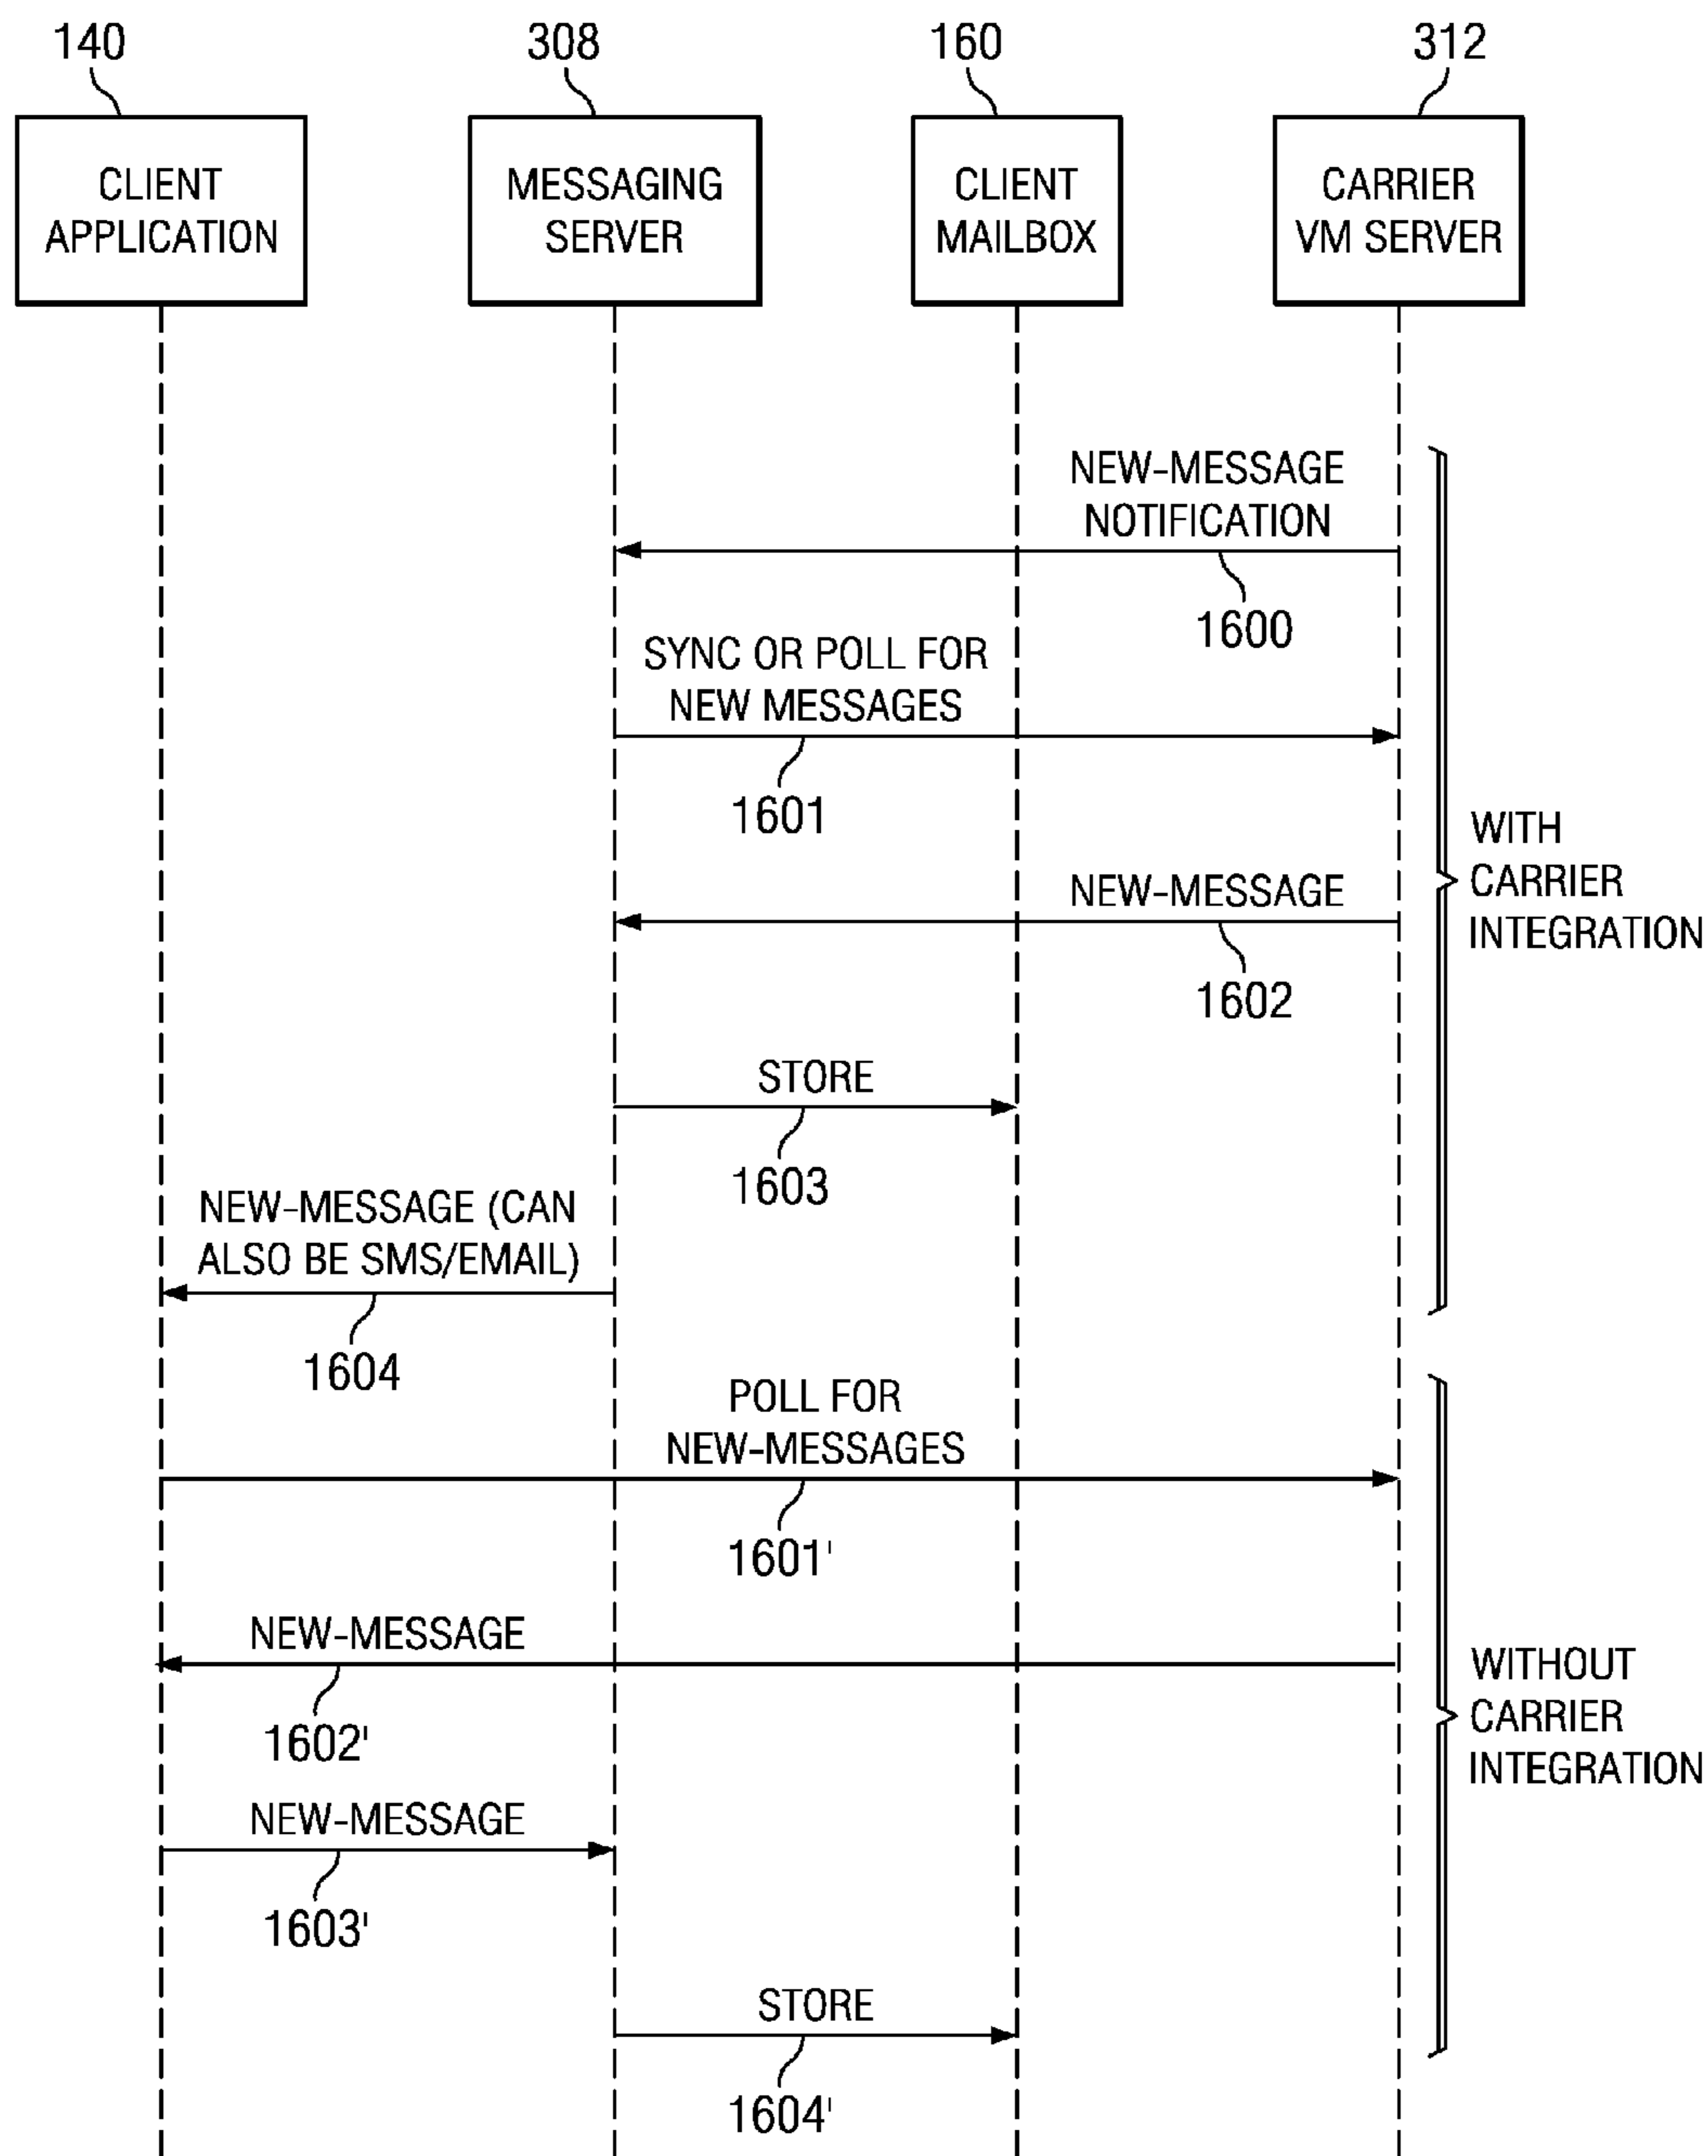 140
308
160
312
CLIENT
APPLICATION
MESSAGING
SERVER
CLIENT
MAILBOX
CARRIER
VM SERVER
NEW-MESSAGE
NOTIFICATION
1600
SYNC OR POLL FOR
NEW MESSAGES
1601
NEW-MESSAGE
1602
WITH
CARRIER
INTEGRATION
STORE
1603
NEW-MESSAGE (CAN
ALSO BE SMS/EMAIL)
1604
POLL FOR
NEW-MESSAGES
1601'
NEW-MESSAGE
1602'
WITHOUT
CARRIER
INTEGRATION
NEW-MESSAGE
1603'
STORE
1604'